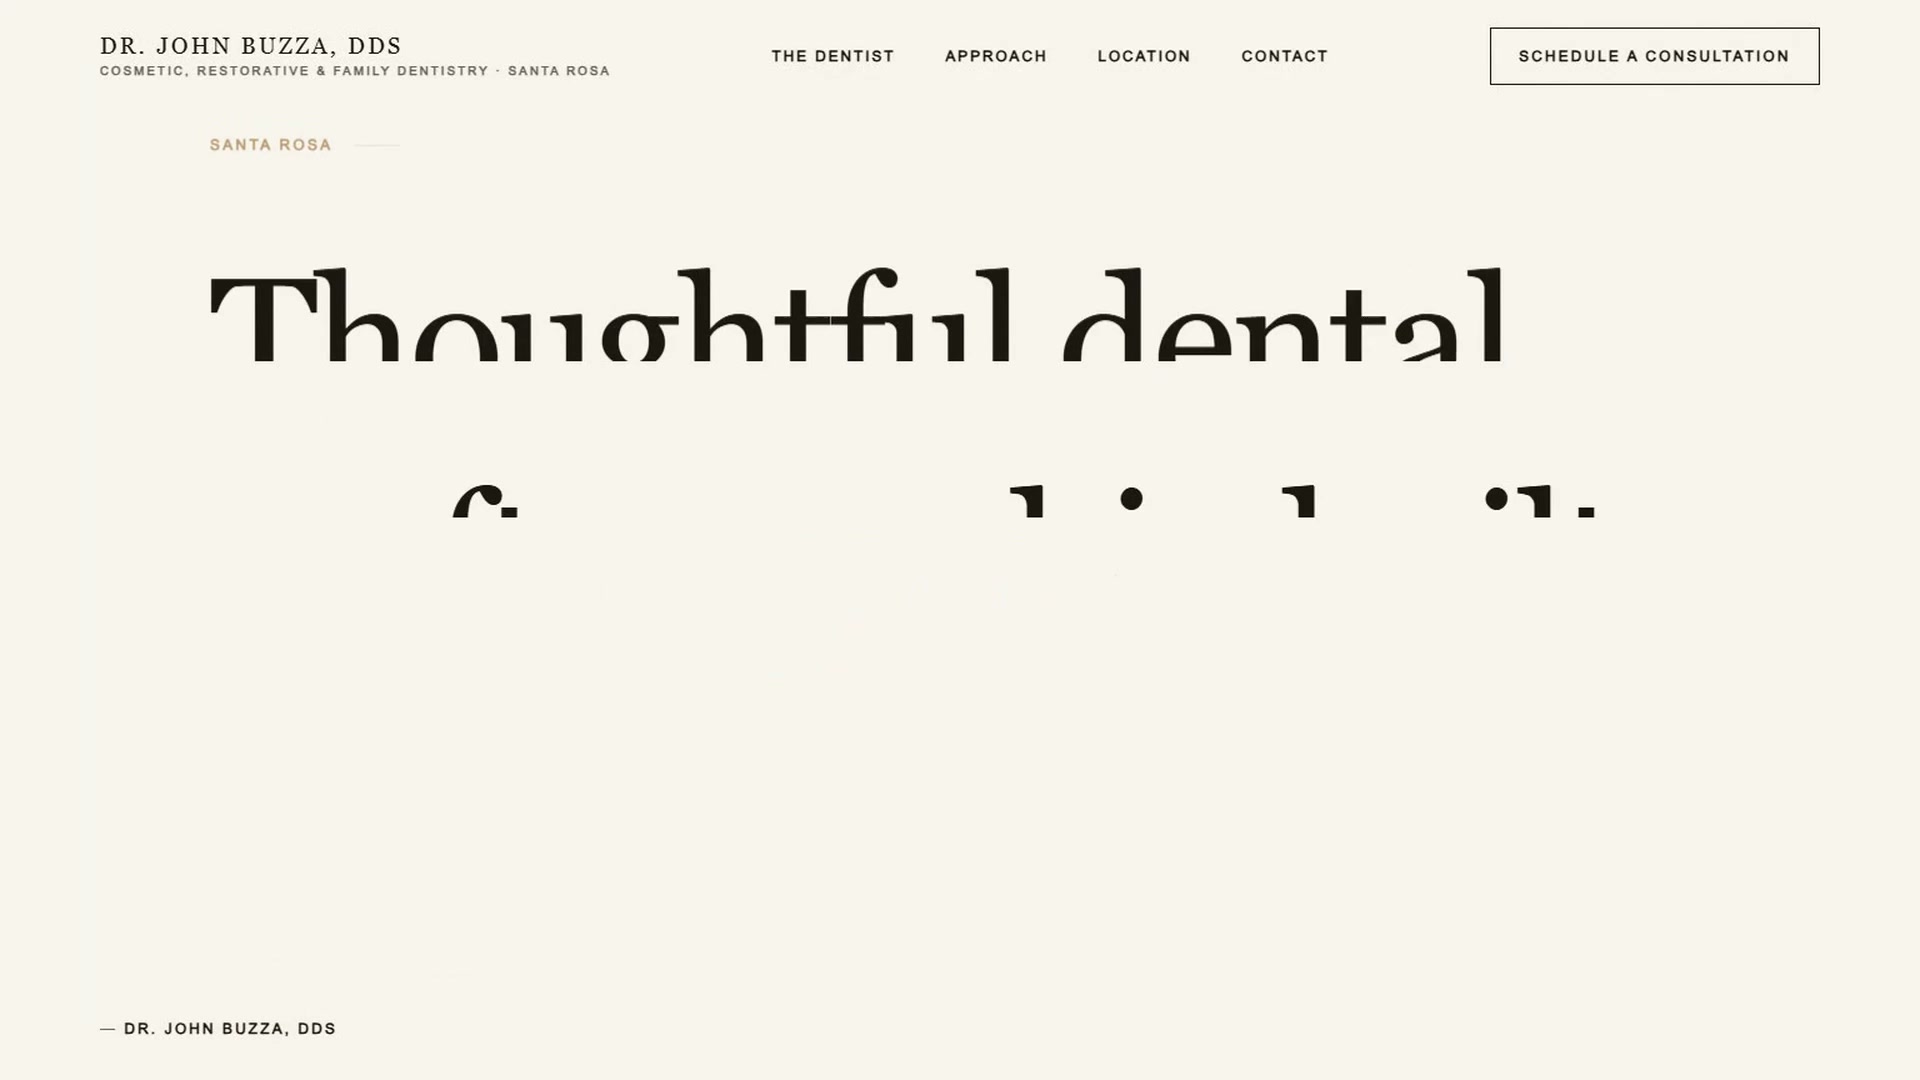 DR. JOHN BUZZA, DDS
COSMETIC, RESTORATIVE & FAMILY DENTISTRY · SANTA ROSA
THE DENTIST
APPROACH
LOCATION
CONTACT
SCHEDULE A CONSULTATION
SANTA ROSA
Thoughtful dental
— DR. JOHN BUZZA, DDS